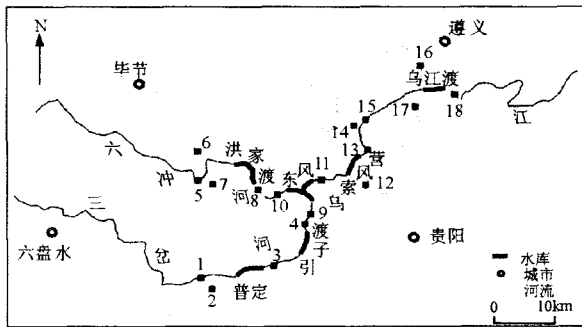 N
遵义
毕节
16
乌江渡
17
18
江
15
14
13
营
风
12
索
6
洪家渡
六冲河
5
7
8
10
东风
11
乌
9
4
渡
子
引
三岔河
3
1
2
普定
六盘水
贵阳
水库
城市
河流
0
10km